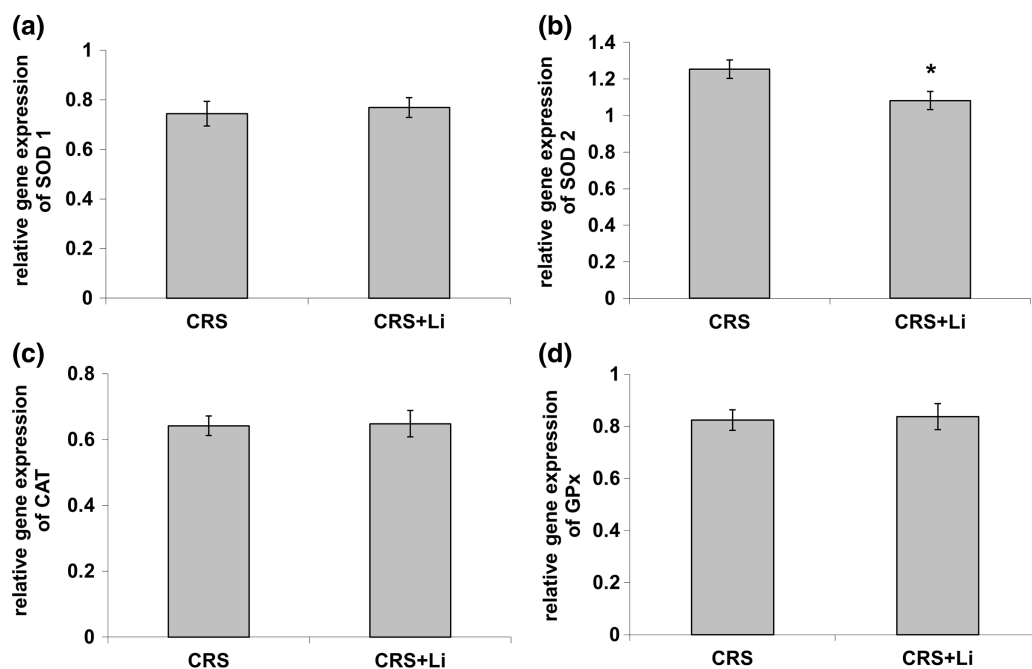 (a)
relative gene expression
of SOD 1
1
0.8
0.6
0.4
0.2
0
CRS
CRS+Li
(b)
relative gene expression
of SOD 2
1.4
1.2
1
0.8
0.6
0.4
0.2
0
*
CRS
CRS+Li
(c)
relative gene expression
of CAT
0.8
0.6
0.4
0.2
0
CRS
CRS+Li
(d)
relative gene expression
of GPx
1
0.8
0.6
0.4
0.2
0
CRS
CRS+Li